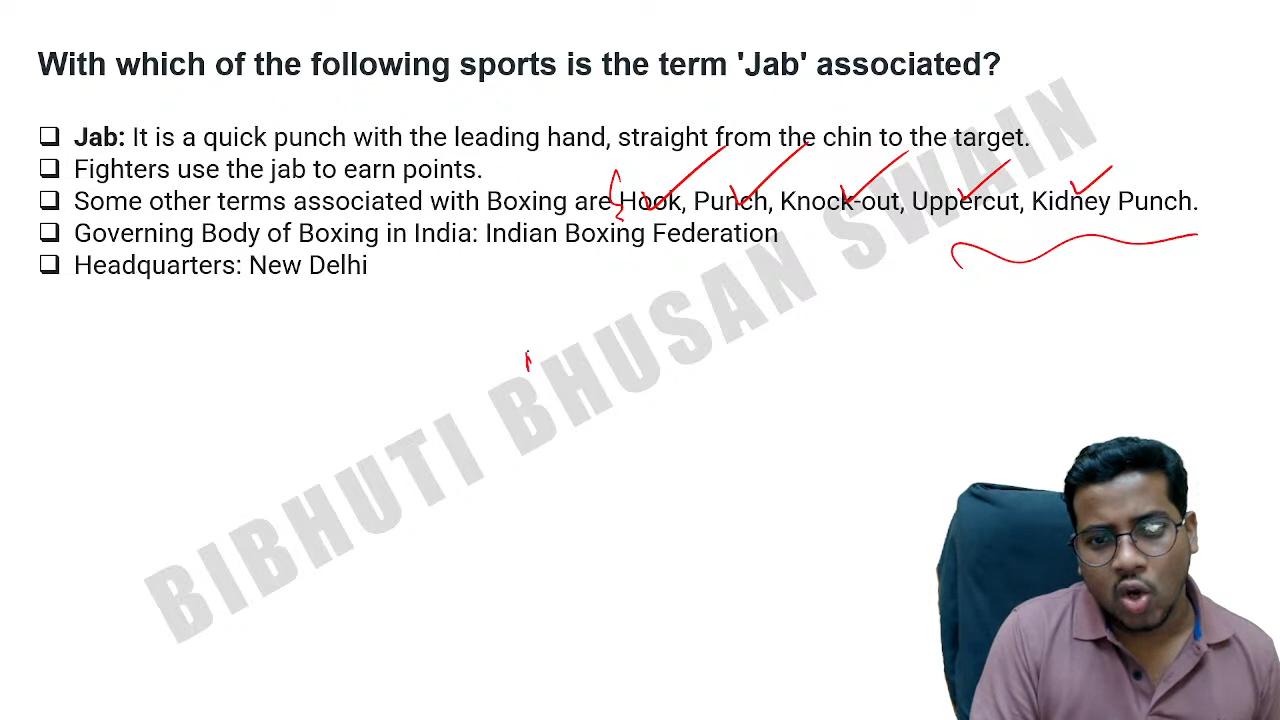 With which of the following sports is the term 'Jab' associated?
❑ Jab: It is a quick punch with the leading hand, straight from the chin to the target.
❑ Fighters use the jab to earn points.
❑ Some other terms associated with Boxing are Hook, Punch, Knock-out, Uppercut, Kidney Punch.
❑ Governing Body of Boxing in India: Indian Boxing Federation
❑ Headquarters: New Delhi
BIBHUTI BHUSAN SWAIN